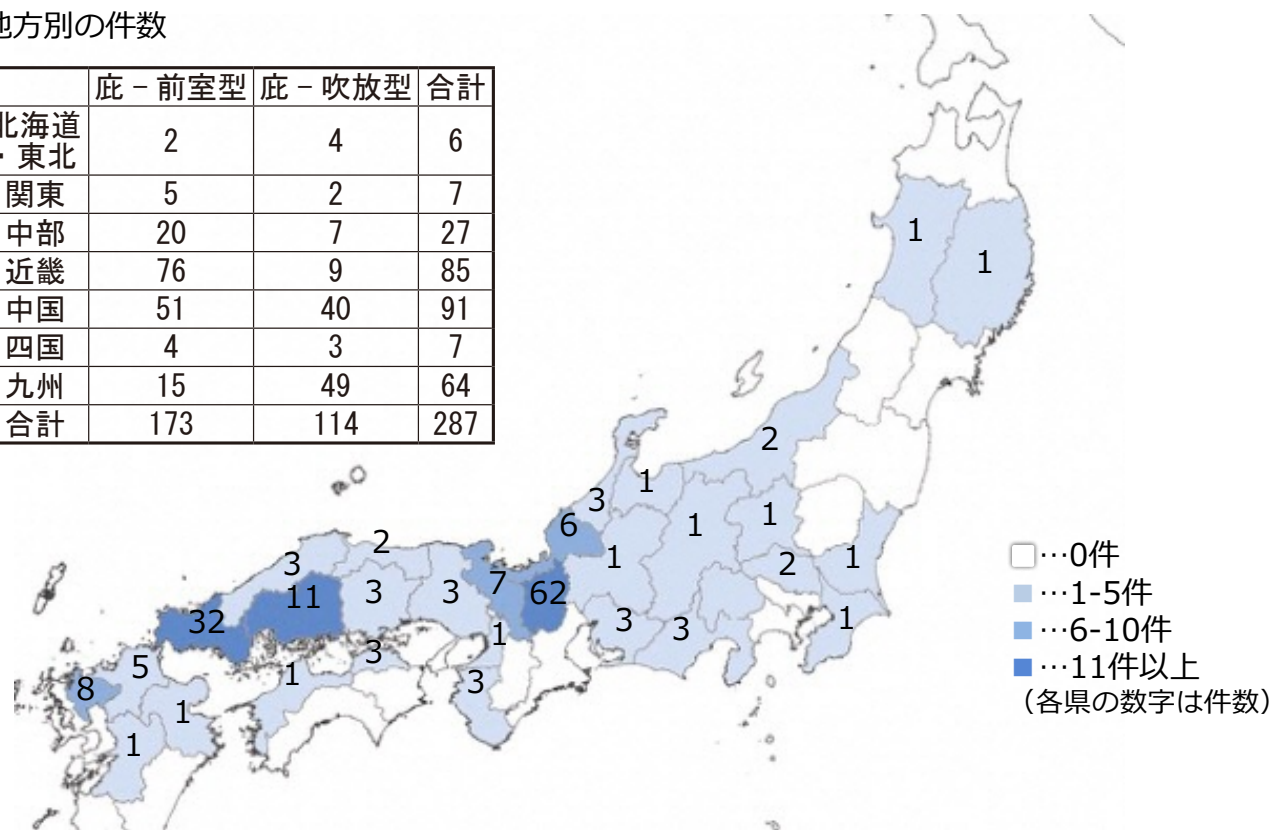 地方別の件数
庇－前室型 庇－吹放型 合計
北海道
・東北 2 4 6
関東 5 2 7
中部 20 7 27
近畿 76 9 85
中国 51 40 91
四国 4 3 7
九州 15 49 64
合計 173 114 287
1
1
2
1
3
1
1
6
1
2
1
1
3
3
1
2
3
3
11
3
7
62
32
1
3
3
1
5
8
1
3
1
…0件
…1-5件
…6-10件
…11件以上
（各県の数字は件数）